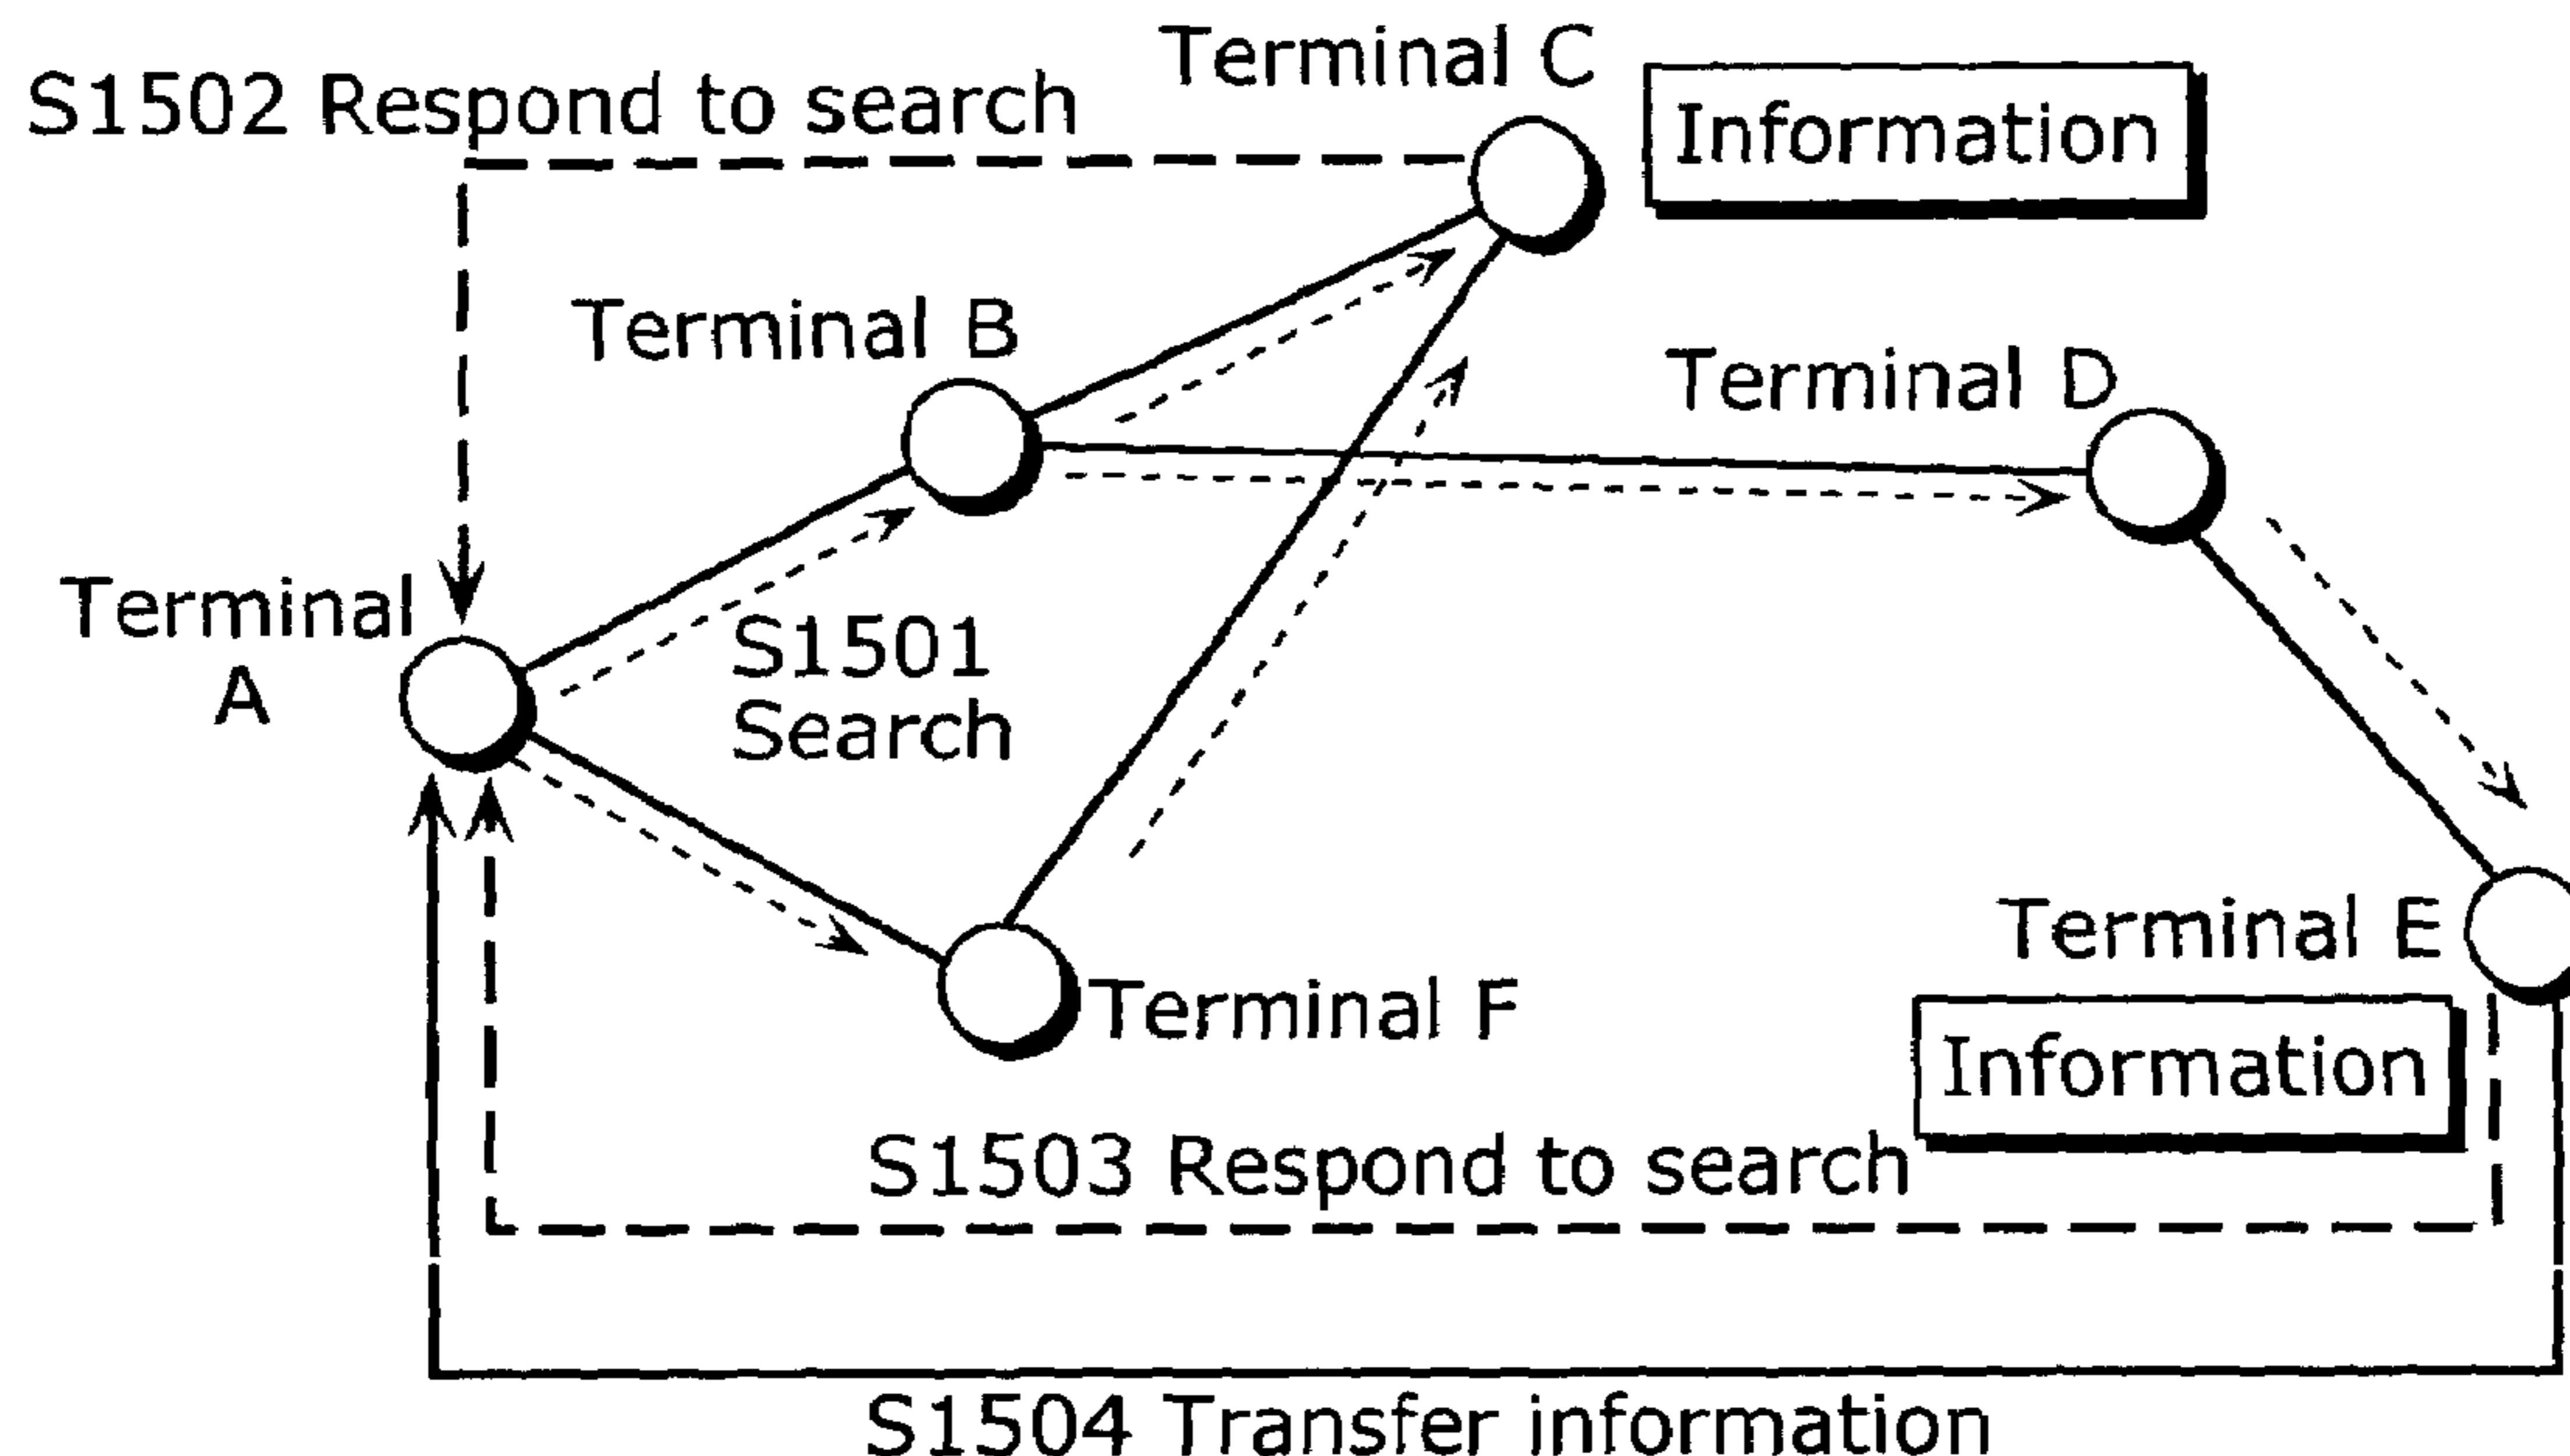 Terminal C
S1502 Respond to search
Information
Terminal B
Terminal D
Terminal
A
S1501
Search
Terminal E
Terminal F
Information
S1503 Respond to search
S1504 Transfer information